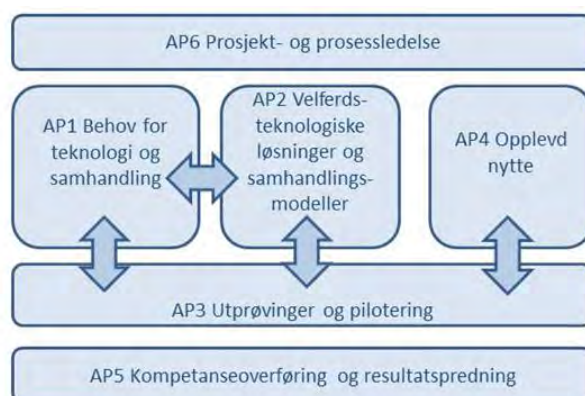 AP6 Prosjekt- og prosessledelse
AP1 Behov for
teknologi og
samhandling
AP2 Velferds-
teknologiske
løsninger og
samhandlings-
modeller
AP4 Opplevd
nytte
AP3 Utprøvinger og pilotering
AP5 Kompetanseoverføring og resultatspredning